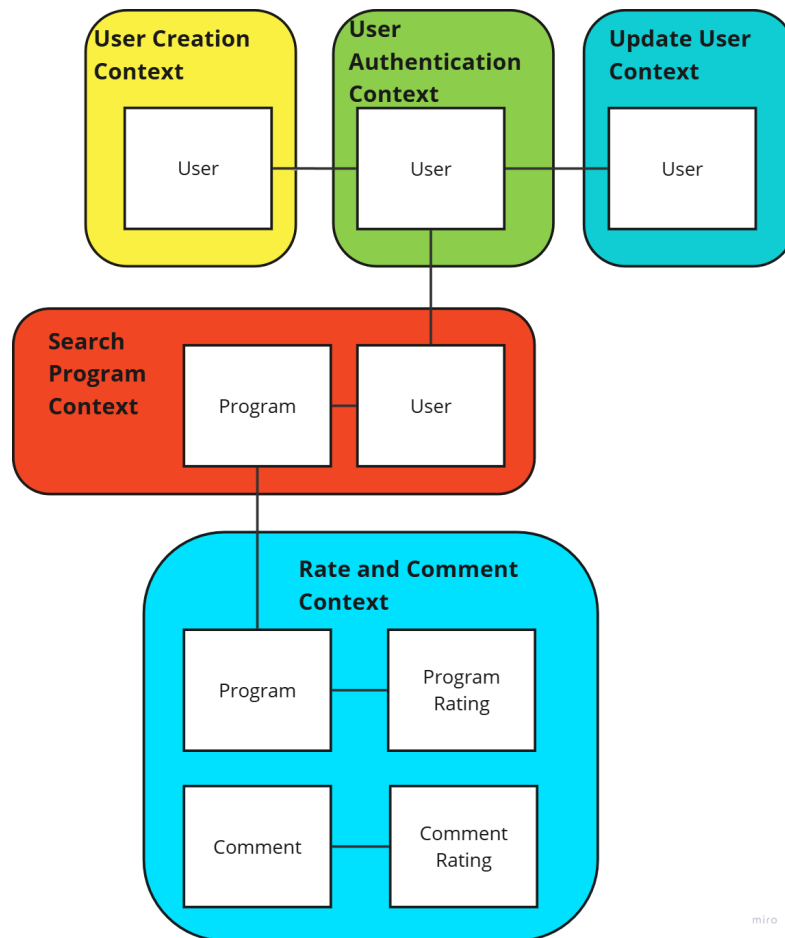 User Creation
Context
User
Authentication
Context
Update User
Context
User
User
User
Search
Program
Context
Program
User
Rate and Comment
Context
Program
Program
Rating
Comment
Comment
Rating
miro